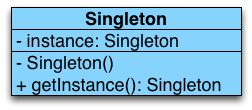 Singleton
- instance: Singleton
- Singleton()
+ getInstance(): Singleton